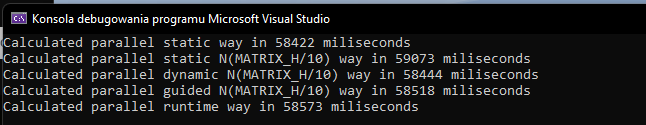 Konsola debugowania programu Microsoft Visual Studio
Calculated parallel static way in 58422 miliseconds
Calculated parallel static N(MATRIX_H/10) way in 59073 miliseconds
Calculated parallel dynamic N(MATRIX_H/10) way in 58444 miliseconds
Calculated parallel guided N(MATRIX_H/10) way in 58518 miliseconds
Calculated parallel runtime way in 58573 miliseconds